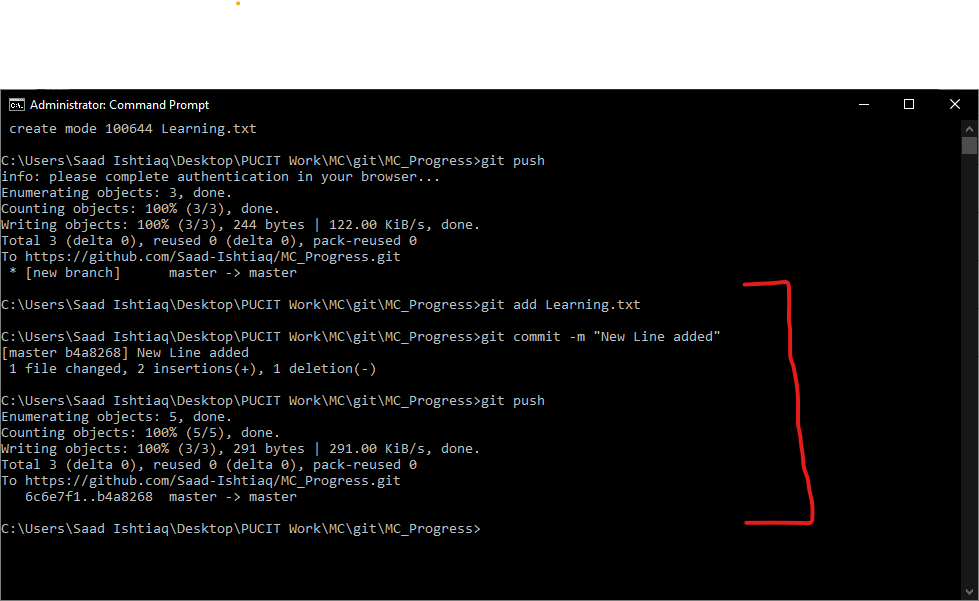 Administrator: Command Prompt
create mode 100644 Learning.txt
C:\Users\Saad Ishtiaq\Desktop\PUCIT Work\MC\git\MC_Progress>git push
info: please complete authentication in your browser...
Enumerating objects: 3, done.
Counting objects: 100% (3/3), done.
Writing objects: 100% (3/3), 244 bytes | 122.00 KiB/s, done.
Total 3 (delta 0), reused 0 (delta 0), pack-reused 0
To https://github.com/Saad-Ishtiaq/MC_Progress.git
 * [new branch]      master -> master
C:\Users\Saad Ishtiaq\Desktop\PUCIT Work\MC\git\MC_Progress>git add Learning.txt
C:\Users\Saad Ishtiaq\Desktop\PUCIT Work\MC\git\MC_Progress>git commit -m "New Line added"
[master b4a8268] New Line added
 1 file changed, 2 insertions(+), 1 deletion(-)
C:\Users\Saad Ishtiaq\Desktop\PUCIT Work\MC\git\MC_Progress>git push
Enumerating objects: 5, done.
Counting objects: 100% (5/5), done.
Writing objects: 100% (3/3), 291 bytes | 291.00 KiB/s, done.
Total 3 (delta 0), reused 0 (delta 0), pack-reused 0
To https://github.com/Saad-Ishtiaq/MC_Progress.git
   6c6e7f1..b4a8268  master -> master
C:\Users\Saad Ishtiaq\Desktop\PUCIT Work\MC\git\MC_Progress>